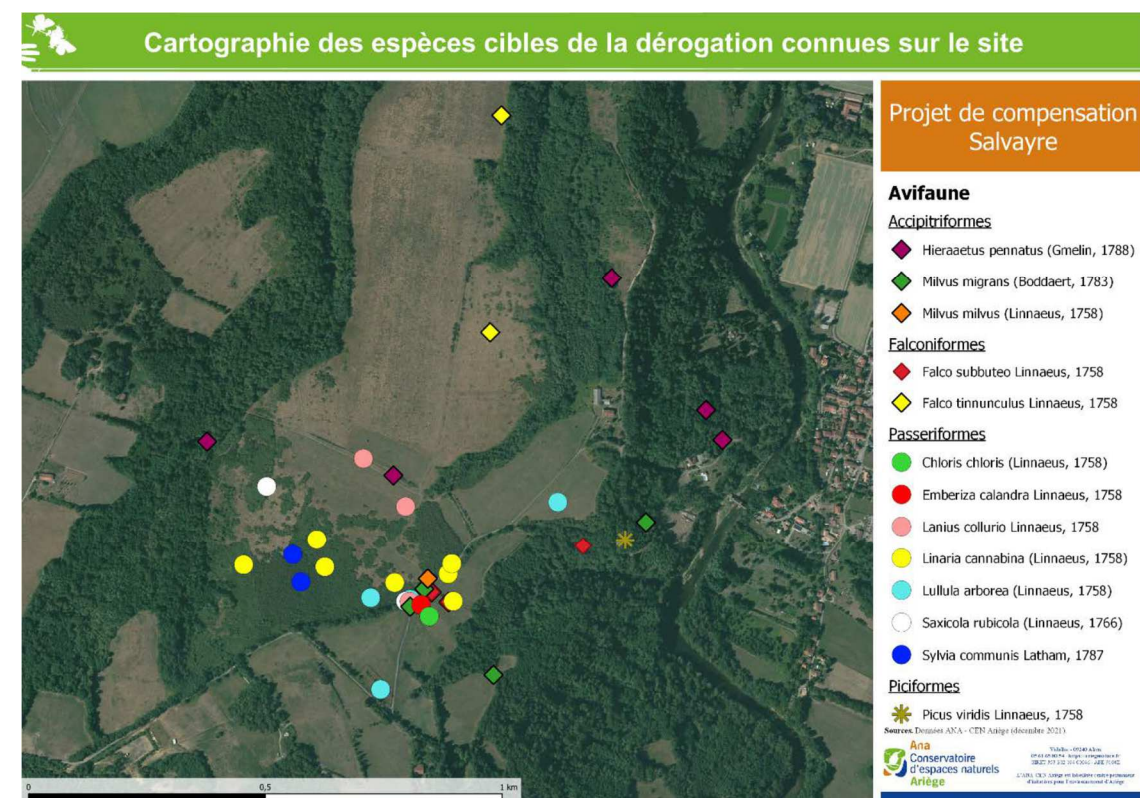 Cartographie des espèces cibles de la dérogation connues sur le site
Projet de compensation
Salvayre
Avifaune
Accipitriformes
Hieraaetus pennatus (Gmelin, 1788)
Milvus migrans (Boddaert, 1783)
Milvus milvus (Linnaeus, 1758)
Falconiformes
Falco subbuteo Linnaeus, 1758
Falco tinnunculus Linnaeus, 1758
Passeriformes
Chloris chloris (Linnaeus, 1758)
Emberiza calandra Linnaeus, 1758
Lanius collurio Linnaeus, 1758
Linaria cannabina (Linnaeus, 1758)
Lullula arborea (Linnaeus, 1758)
Saxicola rubicola (Linnaeus, 1766)
Sylvia communis Latham, 1787
Piciformes
Picus viridis Linnaeus, 1758
Sources. Données ANA - CEN Ariège (décembre 2021)
Ana
Conservatoire
d'espaces naturels
Ariège
0 0,5 1 km